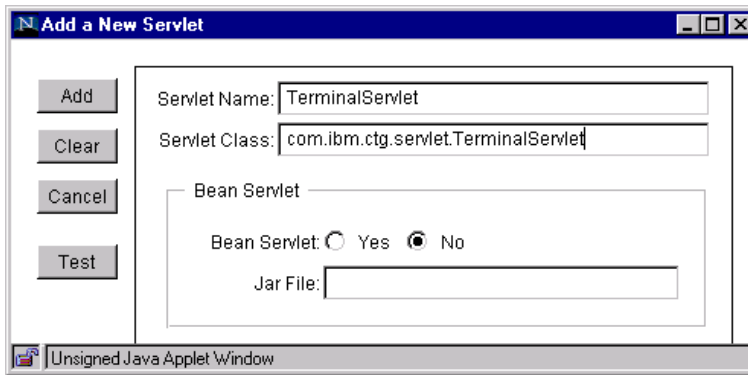 Add a New Servlet
Add
Clear
Cancel
Test
Servlet Name: TerminalServlet
Servlet Class: com.ibm.ctg.servlet.TerminalServlet
Bean Servlet
Bean Servlet: Yes No
Jar File:
Unsigned Java Applet Window